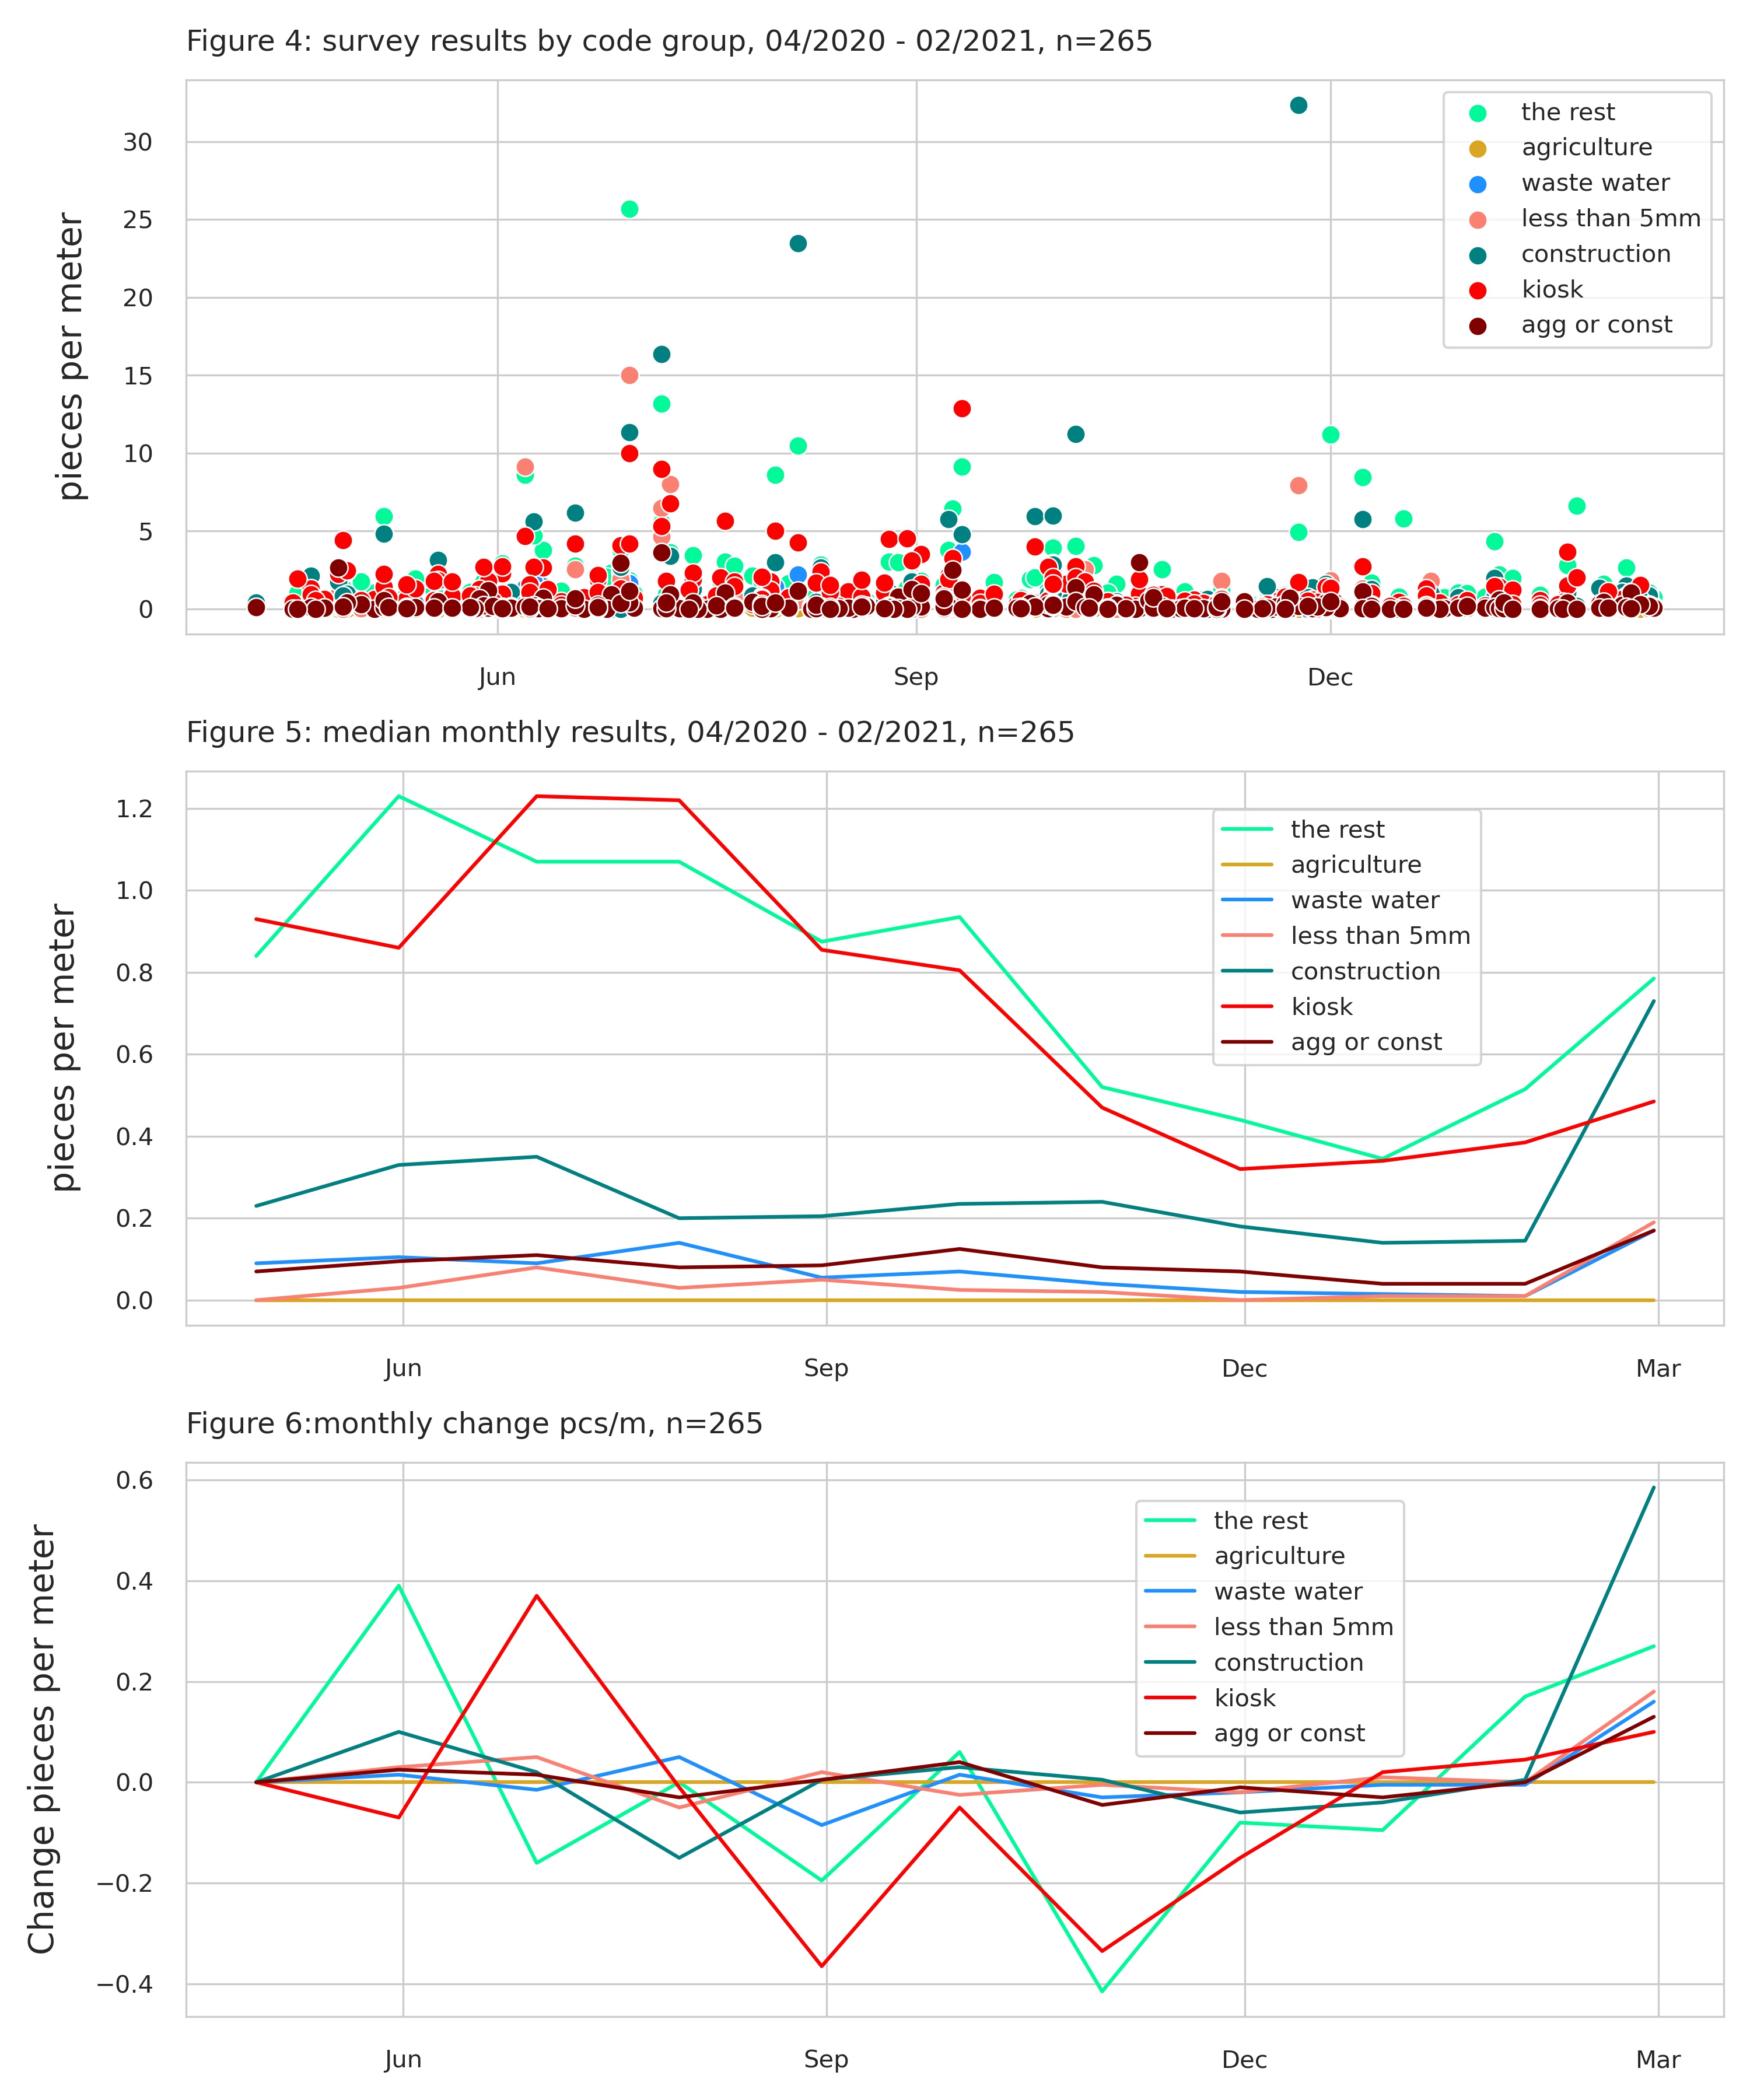 Figure 4: survey results by code group, 04/2020 - 02/2021, n=265
pieces per meter
30
25
20
15
10
5
0
the rest
agriculture
waste water
less than 5mm
construction
kiosk
agg or const
Jun
Sep
Dec
Figure 5: median monthly results, 04/2020 - 02/2021, n=265
pieces per meter
1.2
1.0
0.8
0.6
0.4
0.2
0.0
the rest
agriculture
waste water
less than 5mm
construction
kiosk
agg or const
Jun
Sep
Dec
Mar
Figure 6:monthly change pcs/m, n=265
Change pieces per meter
0.6
0.4
0.2
0.0
−0.2
−0.4
the rest
agriculture
waste water
less than 5mm
construction
kiosk
agg or const
Jun
Sep
Dec
Mar